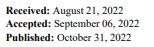 Received: August 21, 2022
Accepted: September 06, 2022
Published: October 31, 2022